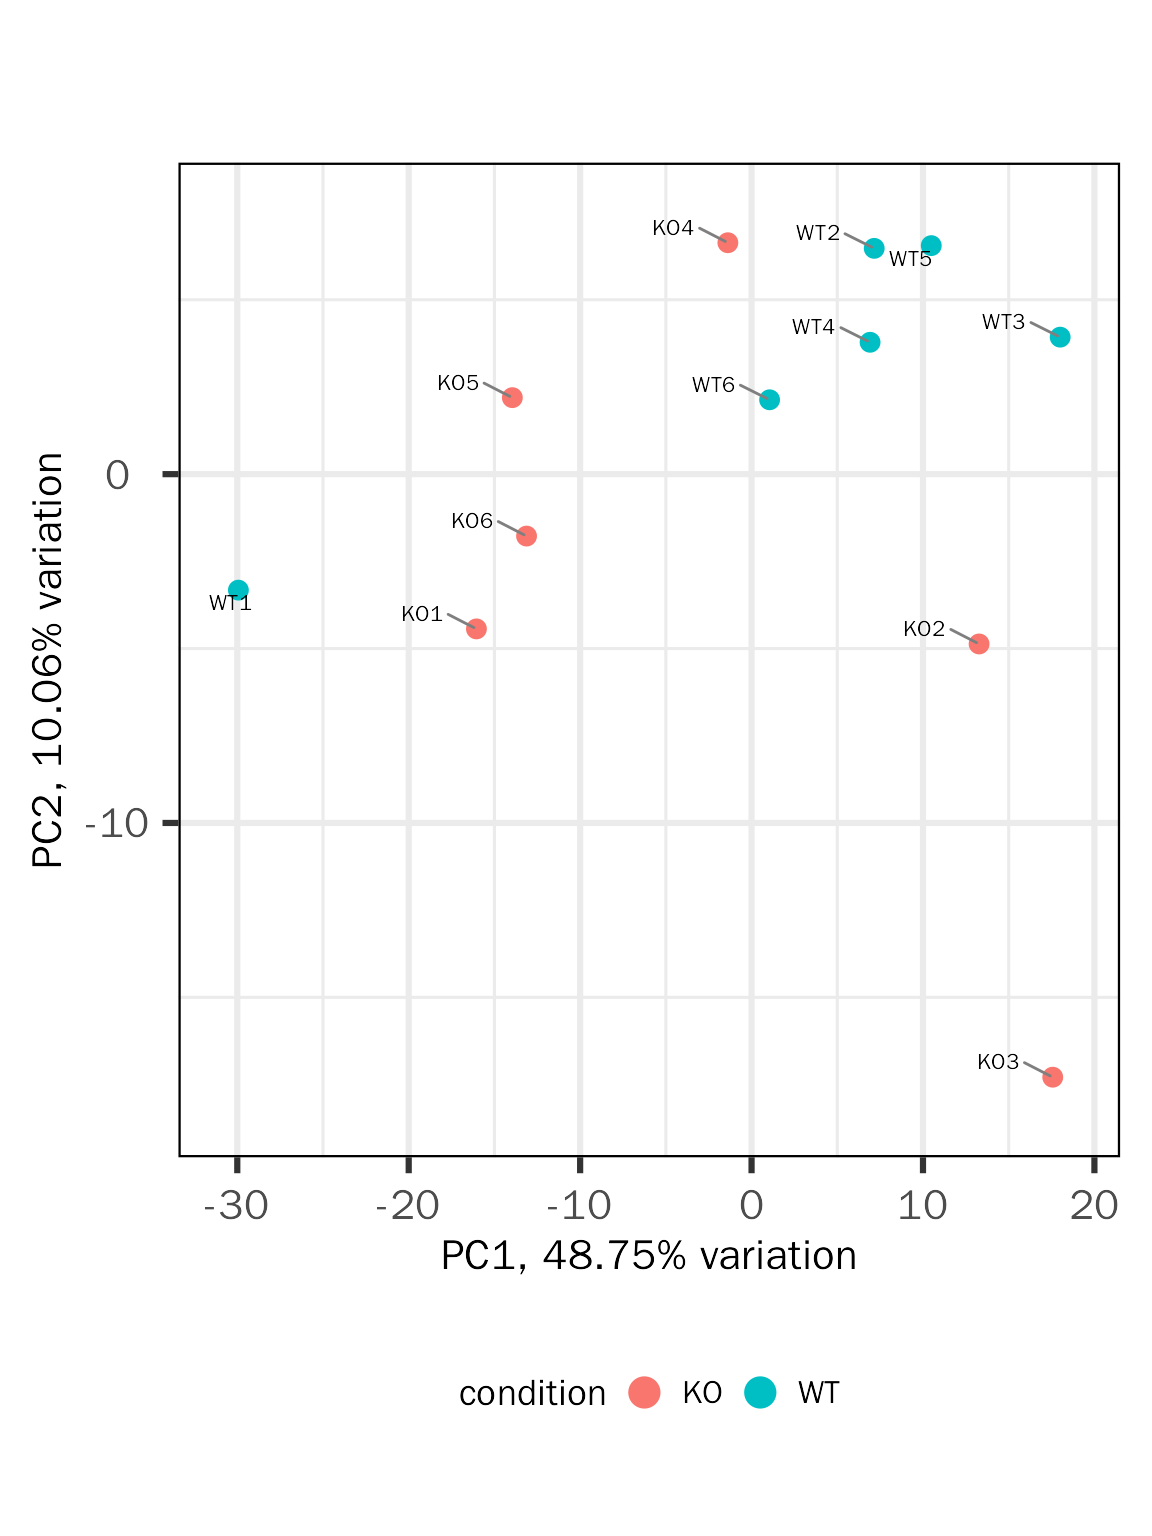 KO4
WT2
WT5
WT4
WT3
KO5
WT6
KO6
WT1
KO1
KO2
KO3
0
-10
PC2, 10.06% variation
-30 -20 -10 0 10 20
PC1, 48.75% variation
condition KO WT